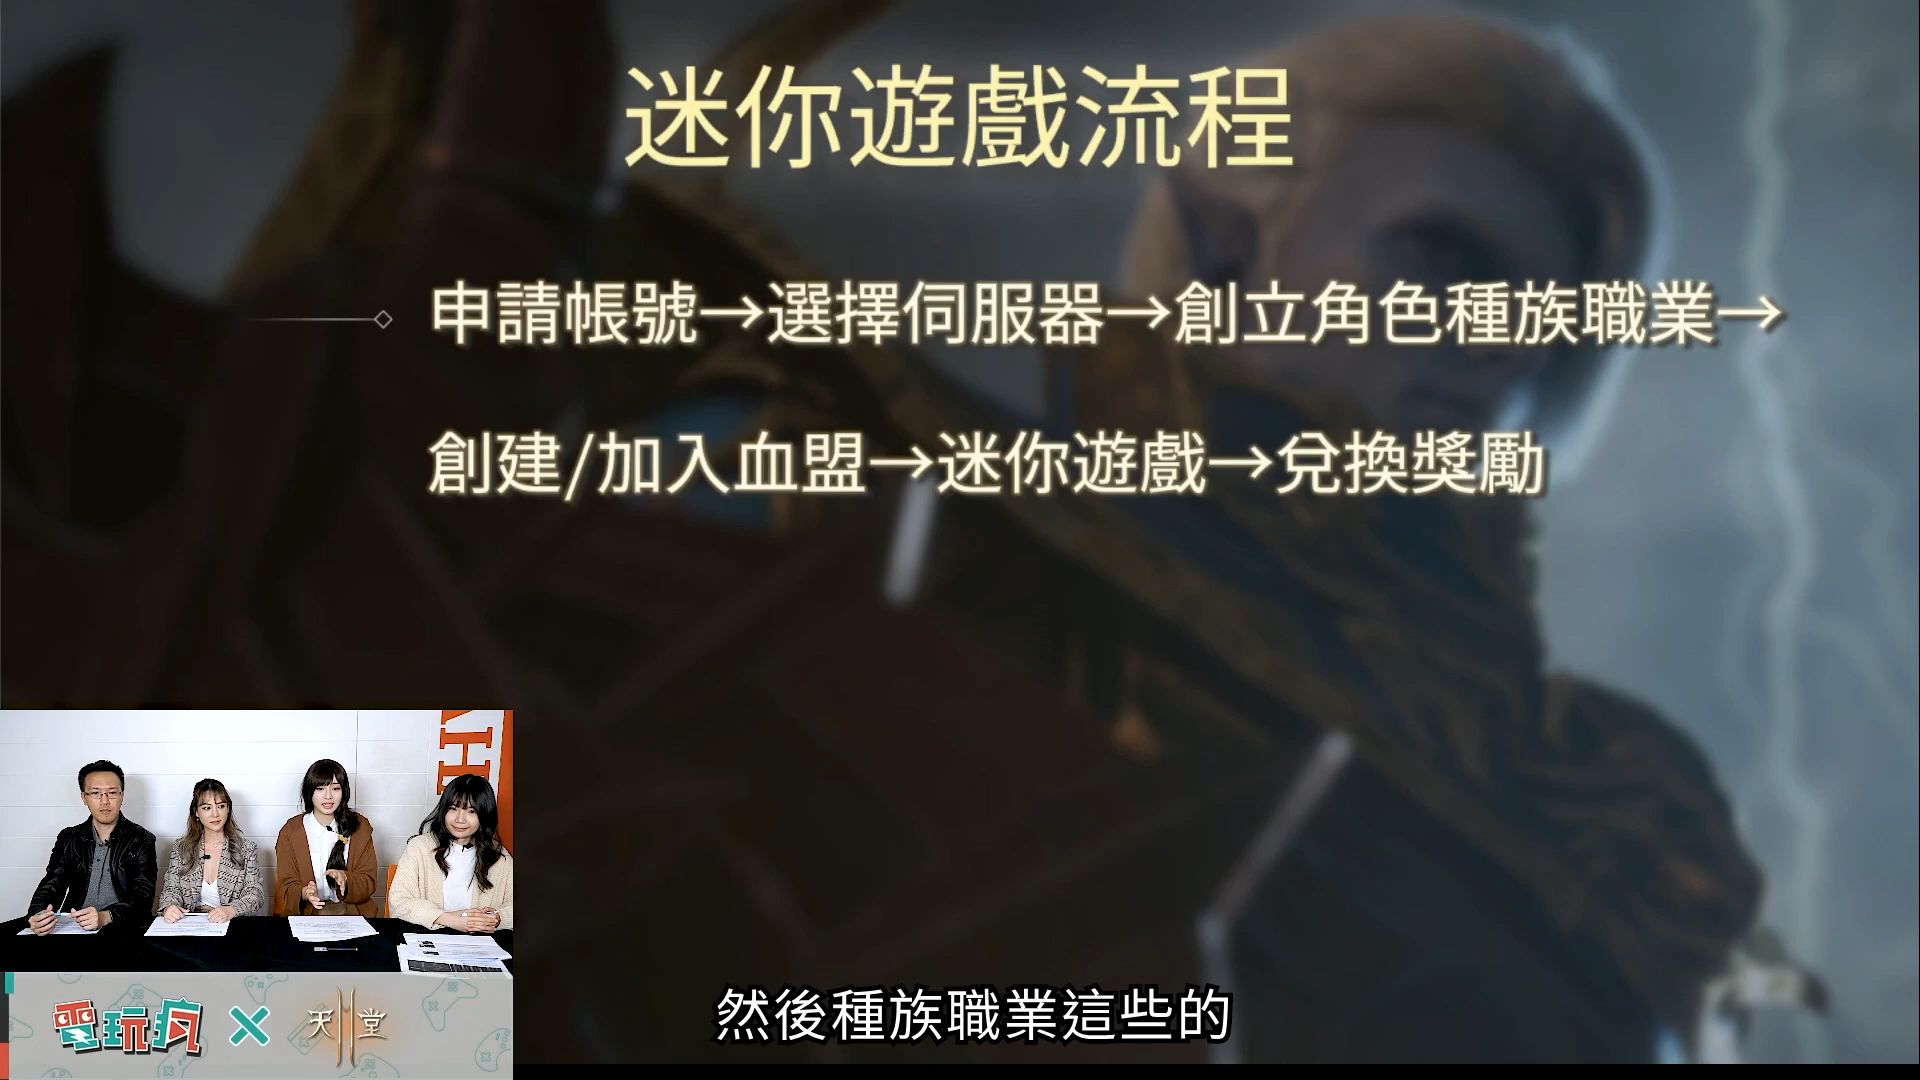 迷你遊戲流程
申請帳號→選擇伺服器→創立角色種族職業→
創建/加入血盟→迷你遊戲→兌換獎勵
電玩瘋 X 天II堂
然後種族職業這些的